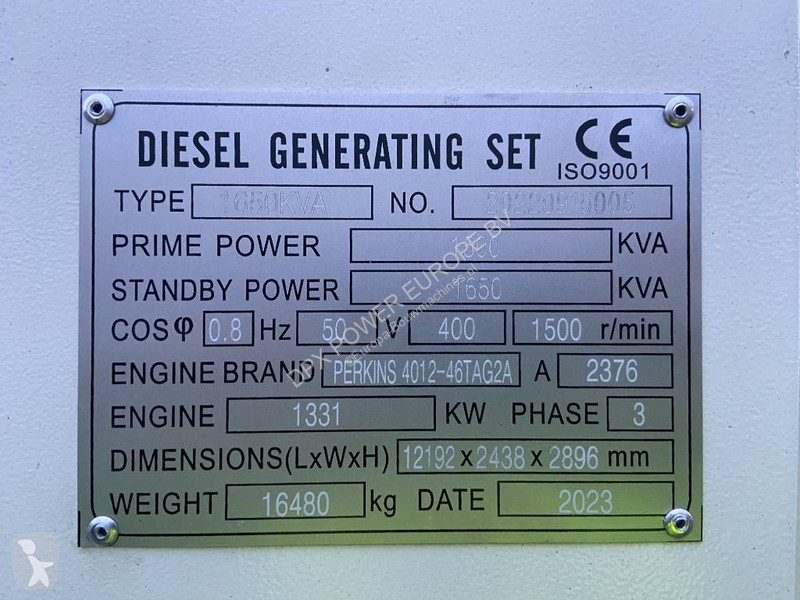 DIESEL GENERATING SET CE
ISO9001
TYPE 1650KVA NO. 20220915005
PRIME POWER 1500 KVA
STANDBY POWER 1650 KVA
COSφ 0.8 Hz 50 V 400 1500 r/min
ENGINE BRAND PERKINS 4012-46TAG2A A 2376
ENGINE 1331 KW PHASE 3
DIMENSIONS(LxWxH) 12192 x 2438 x 2896 mm
WEIGHT 16480 kg DATE 2023
DPX POWER EUROPE BV